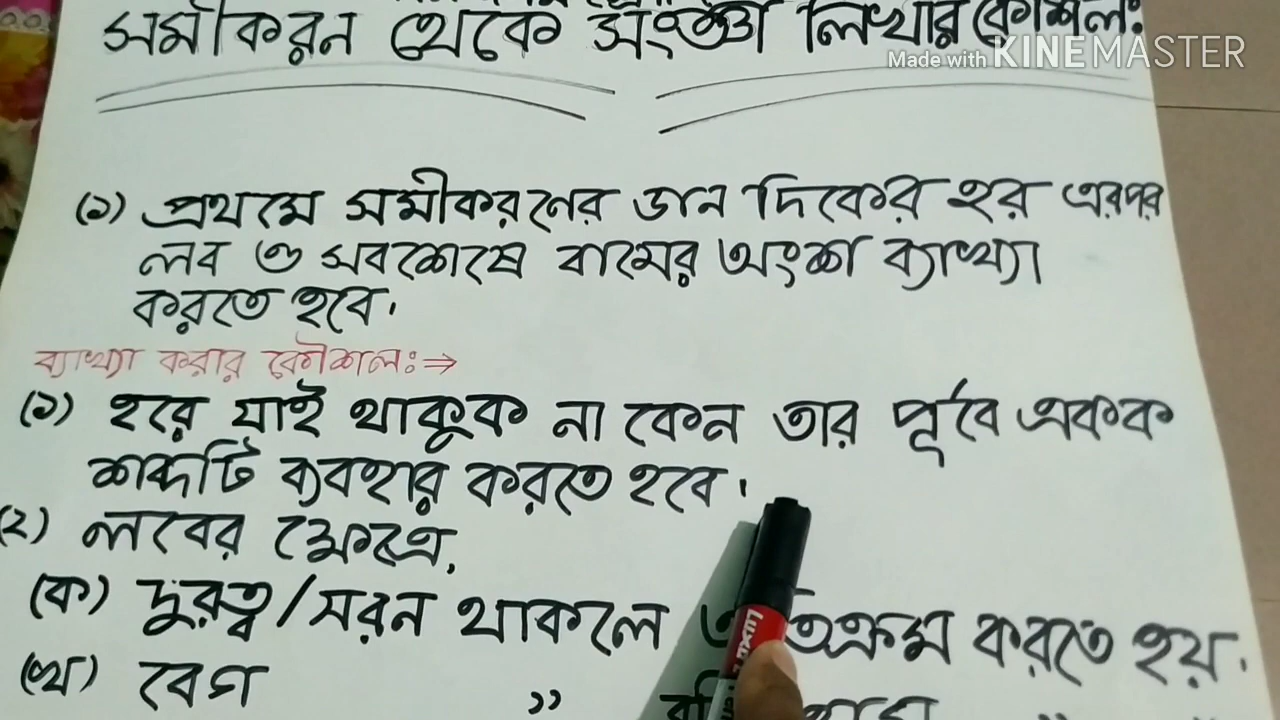 সমীকরন থেকে সংজ্ঞা লিখার কৌশল:
Made with KINEMASTER
(১) প্রথমে সমীকরণের ডান দিকের হর এরপর
লব ও সবশেষে বামের অংশ ব্যাখ্যা
করতে হবে।
ব্যাখ্যা করার কৌশল:⇒
(১) হরে যাই থাকুক না কেন তার পূর্বে একক
শব্দটি ব্যবহার করতে হবে।
(২) লবের ক্ষেত্রে,
(ক) দুরত্ব/সরন থাকলে অতিক্রম করতে হয়।
(খ) বেগ "